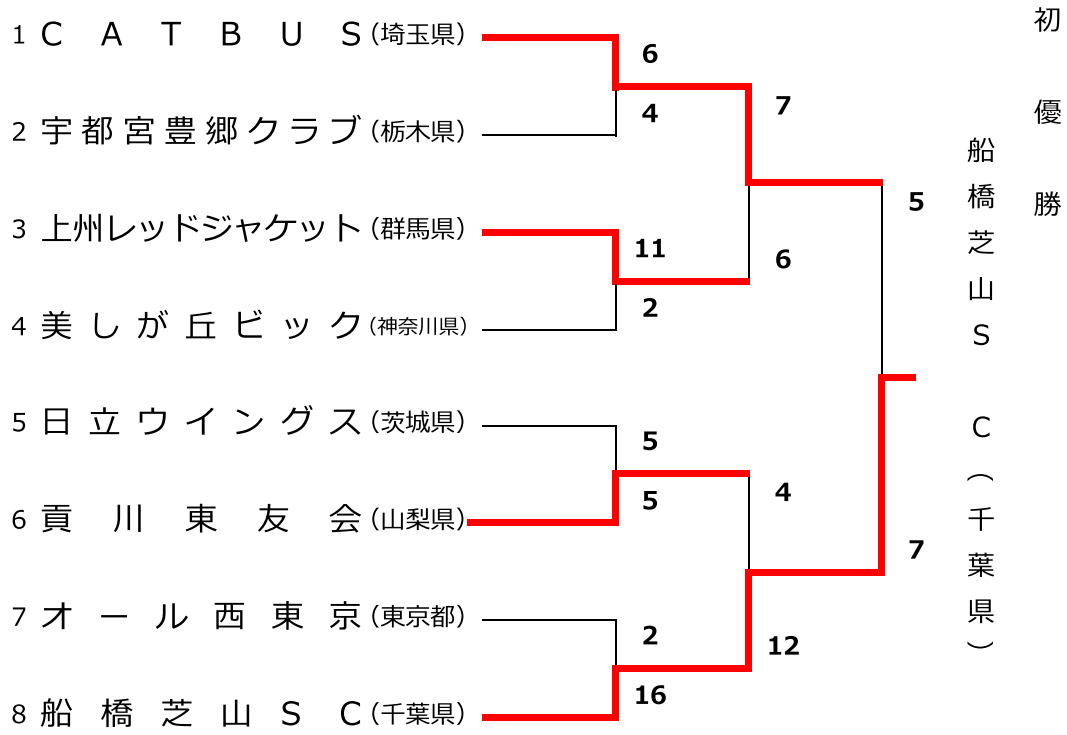 1 CATBUS（埼玉県）
2 宇都宮豊郷クラブ（栃木県）
3 上州レッドジャケット（群馬県）
4 美しが丘ビック（神奈川県）
5 日立ウイングス（茨城県）
6 貢川東友会（山梨県）
7 オール西東京（東京都）
8 船橋芝山SC（千葉県）
6
4
11
2
5
5
2
16
7
6
4
12
5
7
船橋芝山S C（千葉県）
初優勝